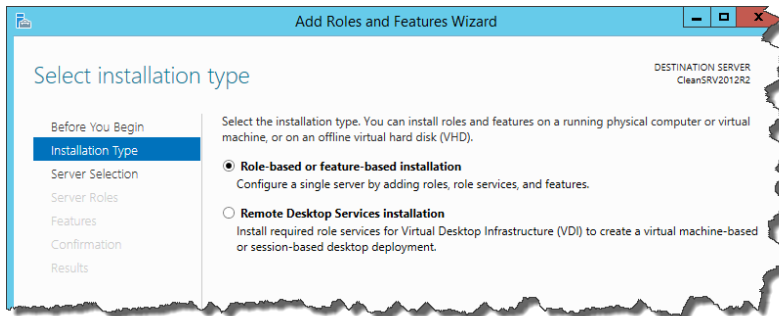 Add Roles and Features Wizard
Select installation type
DESTINATION SERVER
CleanSRV2012R2
Before You Begin
Installation Type
Server Selection
Server Roles
Features
Confirmation
Results
Select the installation type. You can install roles and features on a running physical computer or virtual
machine, or on an offline virtual hard disk (VHD).
Role-based or feature-based installation
Configure a single server by adding roles, role services, and features.
Remote Desktop Services installation
Install required role services for Virtual Desktop Infrastructure (VDI) to create a virtual machine-based
or session-based desktop deployment.